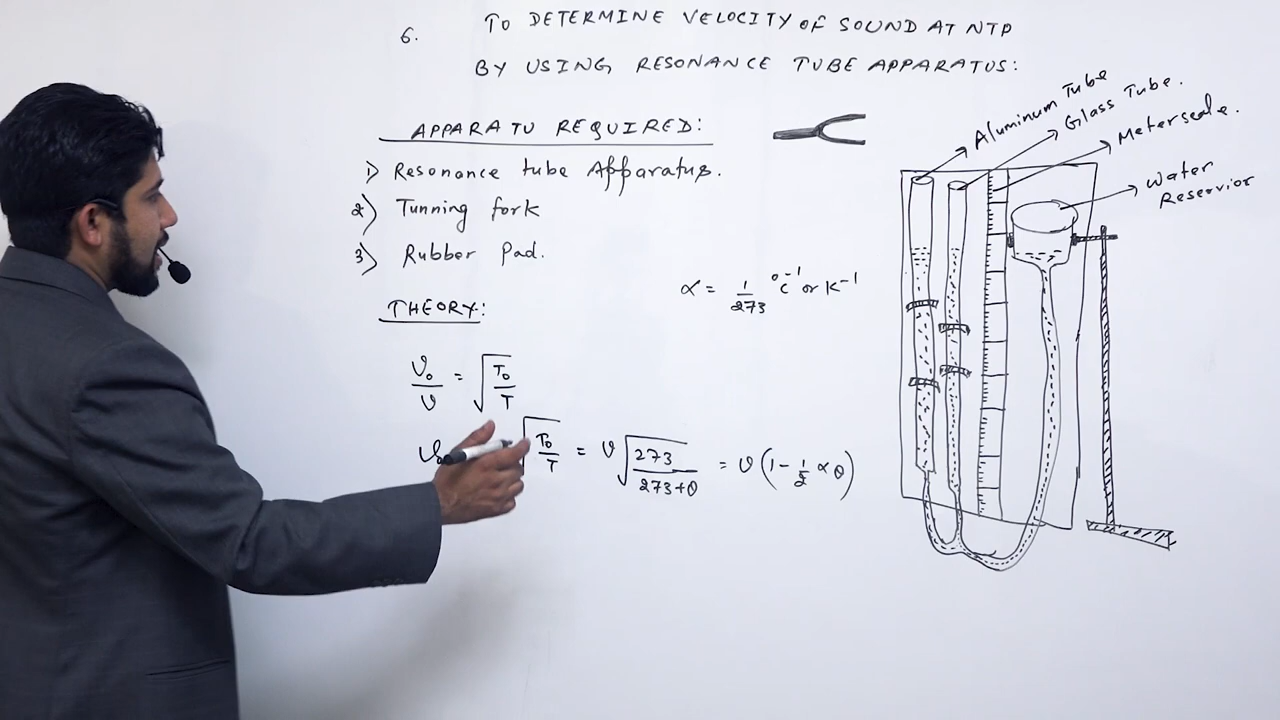 6. TO DETERMINE VELOCITY OF SOUND AT NTP
BY USING RESONANCE TUBE APPARATUS:
APPARATU REQUIRED:
1) Resonance tube Apparatus.
2) Tunning fork
3) Rubber Pad.
α = 1/273 °C⁻¹ or K⁻¹
THEORY:
V₀/V = √(T₀/T)
√(T₀/T) = V√(273/(273+θ)) = V(1 - ½ αθ)
Aluminum Tube
Glass Tube.
Meterscale.
Water
Reservior